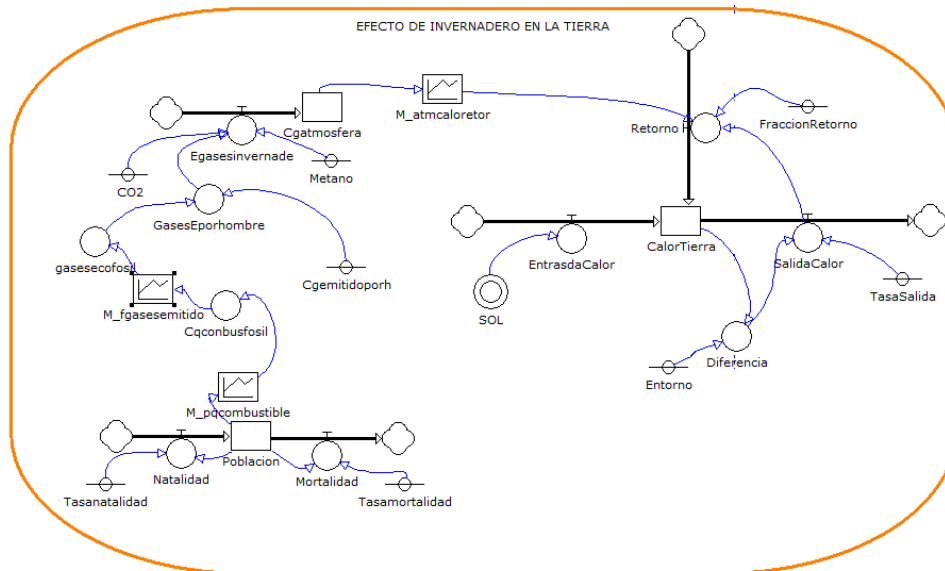 EFECTO DE INVERNADERO EN LA TIERRA
Cgatmosfera
M_atmcaloretor
Retorno
FraccionRetorno
Egasesinvernade
Metano
CO2
GasesEporhombre
gasesecofosil
Cgemitidoporh
EntrasdaCalor
CalorTierra
SalidaCalor
TasaSalida
SOL
M_fgasesemitido
Cqconbusfosil
Diferencia
Entorno
M_pqcombustible
Poblacion
Natalidad
Mortalidad
Tasanatalidad
Tasamortalidad